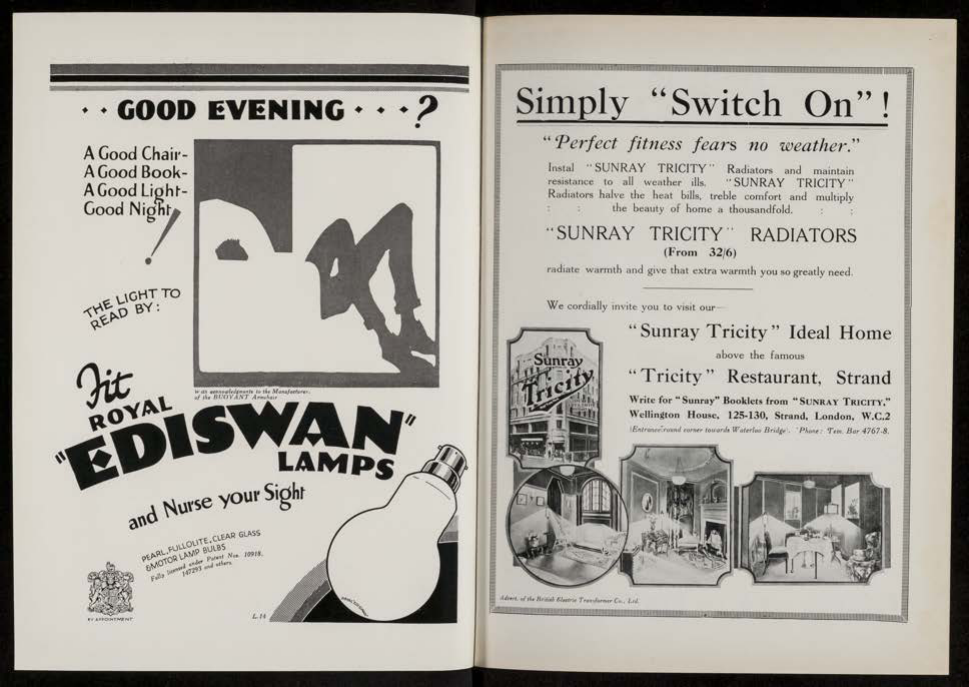 · · GOOD EVENING · · · ?
A Good Chair-
A Good Book-
A Good Light-
Good Night!
THE LIGHT TO
READ BY:
With acknowledgments to the Manufacturers
of the BUOYANT Armchair
Fit
ROYAL
"EDISWAN"
LAMPS
and Nurse your Sight
PEARL, FULLOLITE, CLEAR GLASS
& MOTOR LAMP BULBS
Fully licensed under Patent Nos. 10918,
147293 and others.
BY APPOINTMENT
L.14
Simply "Switch On"!
"Perfect fitness fears no weather."
Instal "SUNRAY TRICITY" Radiators and maintain
resistance to all weather ills. "SUNRAY TRICITY"
Radiators halve the heat bills, treble comfort and multiply
: : the beauty of home a thousandfold. : :
"SUNRAY TRICITY" RADIATORS
(From 32/6)
radiate warmth and give that extra warmth you so greatly need.
We cordially invite you to visit our—
"Sunray Tricity" Ideal Home
above the famous
"Tricity" Restaurant, Strand
Write for "Sunray" Booklets from "SUNRAY TRICITY,"
Wellington House, 125-130, Strand, London, W.C.2
(Entrance round corner towards Waterloo Bridge). 'Phone: Tem. Bar 4767-8.
Sunray
Tricity
Advert. of the British Electric Transformer Co., Ltd.